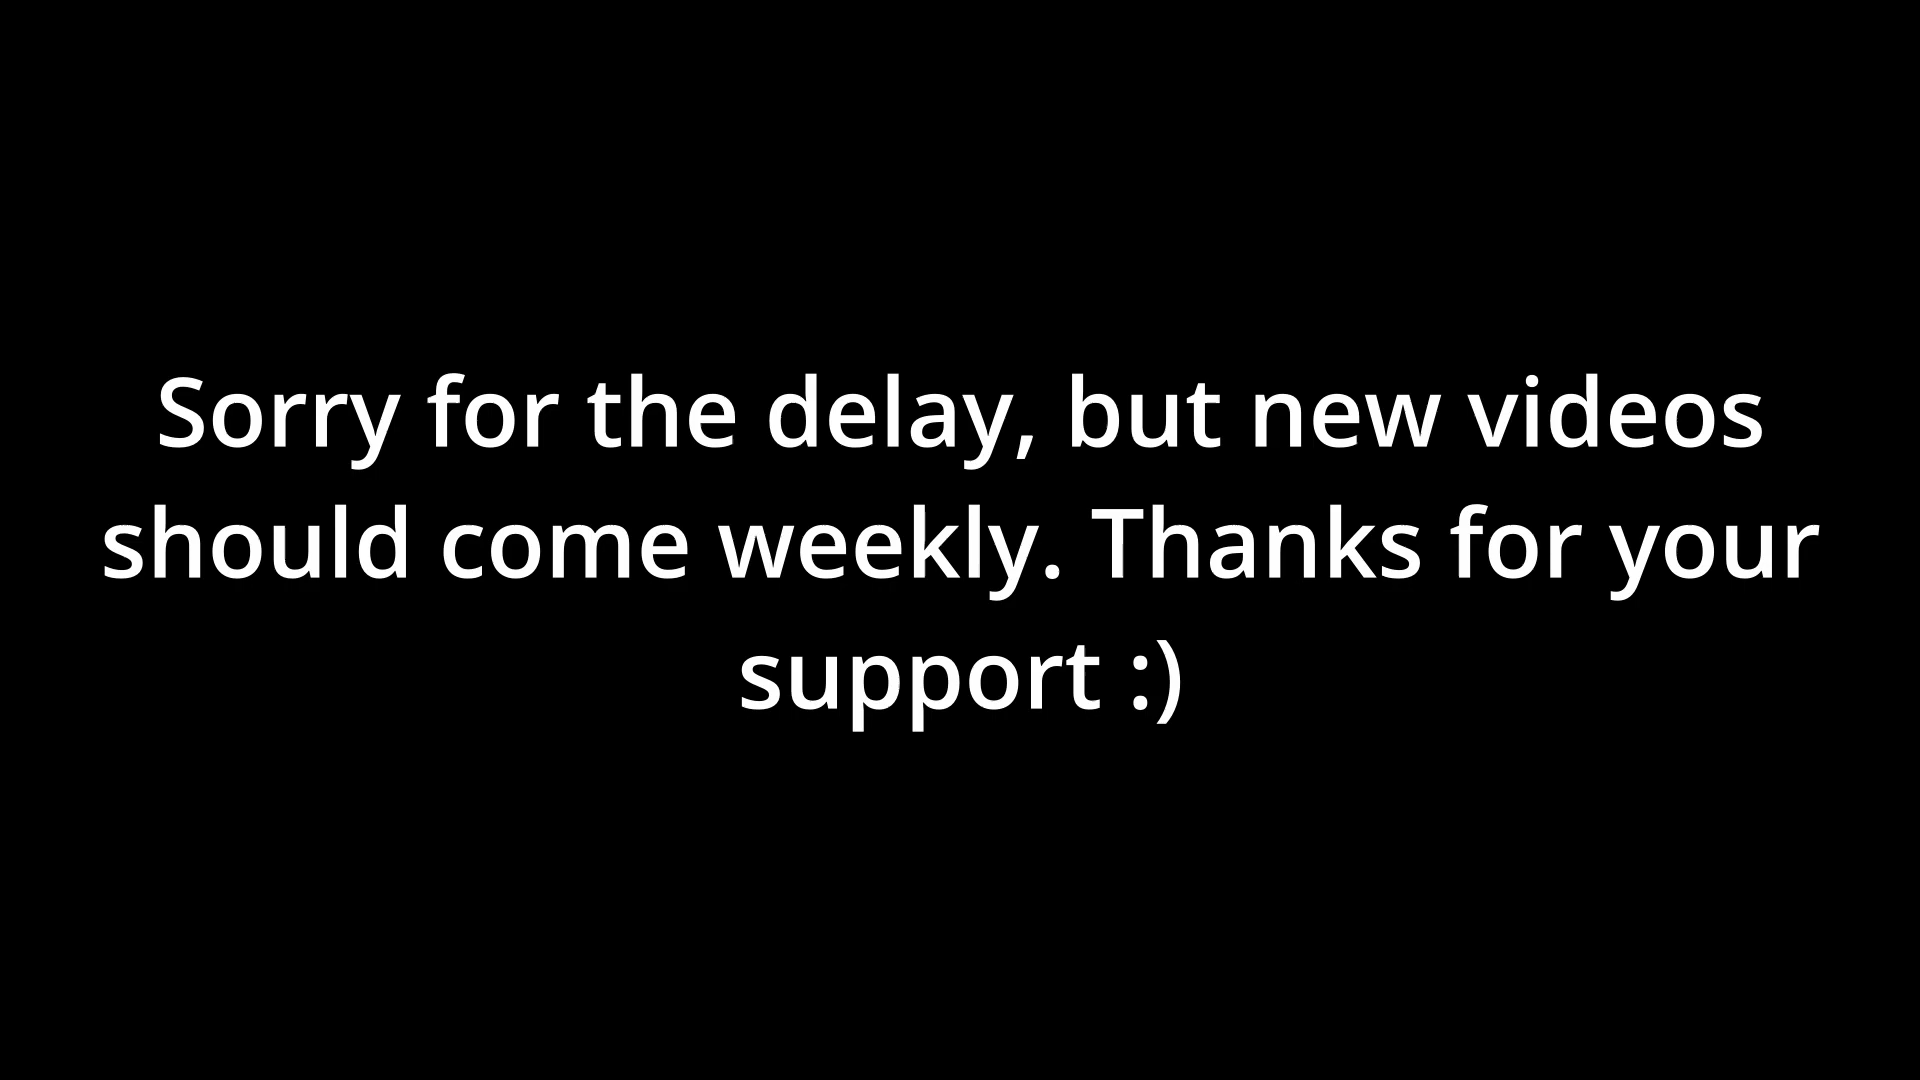 Sorry for the delay, but new videos
should come weekly. Thanks for your
support :)